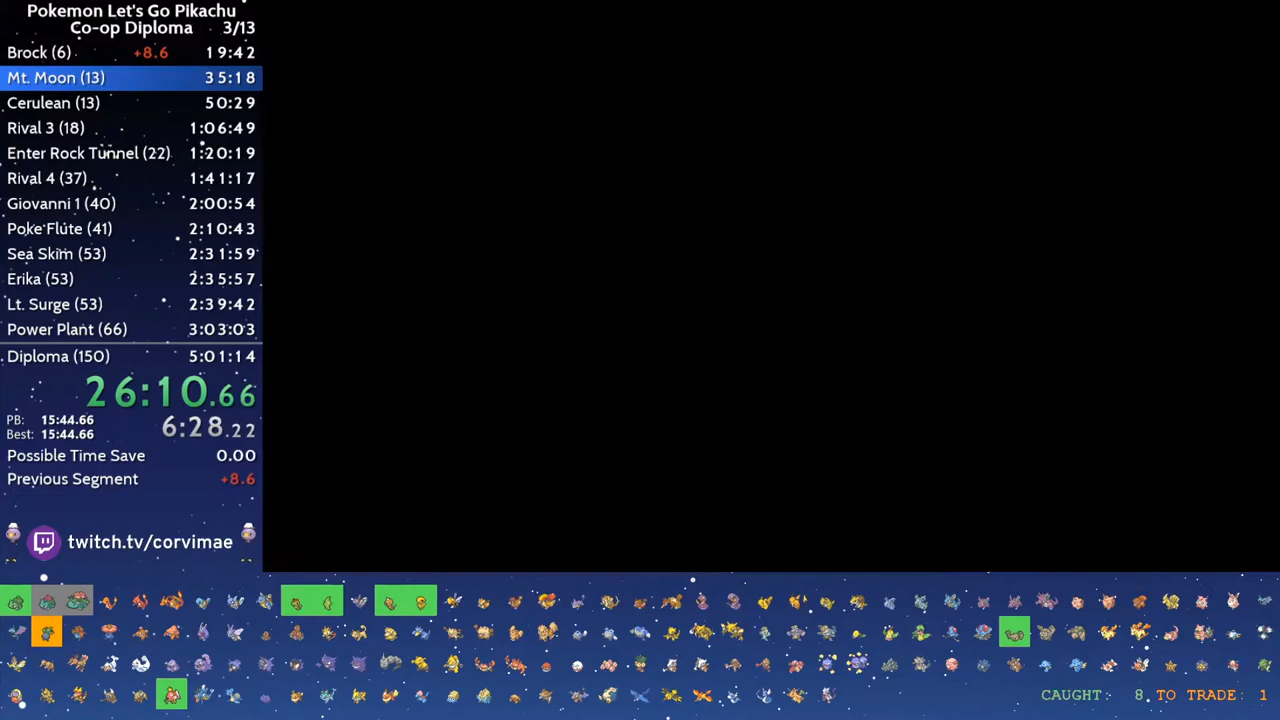 Pokemon Let's Go Pikachu
Co-op Diploma 3/13
Brock (6) +8.6 19:42
Mt. Moon (13) 35:18
Cerulean (13) 50:29
Rival 3 (18) 1:06:49
Enter Rock Tunnel (22) 1:20:19
Rival 4 (37) 1:41:17
Giovanni 1 (40) 2:00:54
Poke Flute (41) 2:10:43
Sea Skim (53) 2:31:59
Erika (53) 2:35:57
Lt. Surge (53) 2:39:42
Power Plant (66) 3:03:03
Diploma (150) 5:01:14
26:10.66
PB: 15:44.66
Best: 15:44.66
6:28.22
Possible Time Save 0.00
Previous Segment +8.6
twitch.tv/corvimae
CAUGHT: 8 TO TRADE: 1